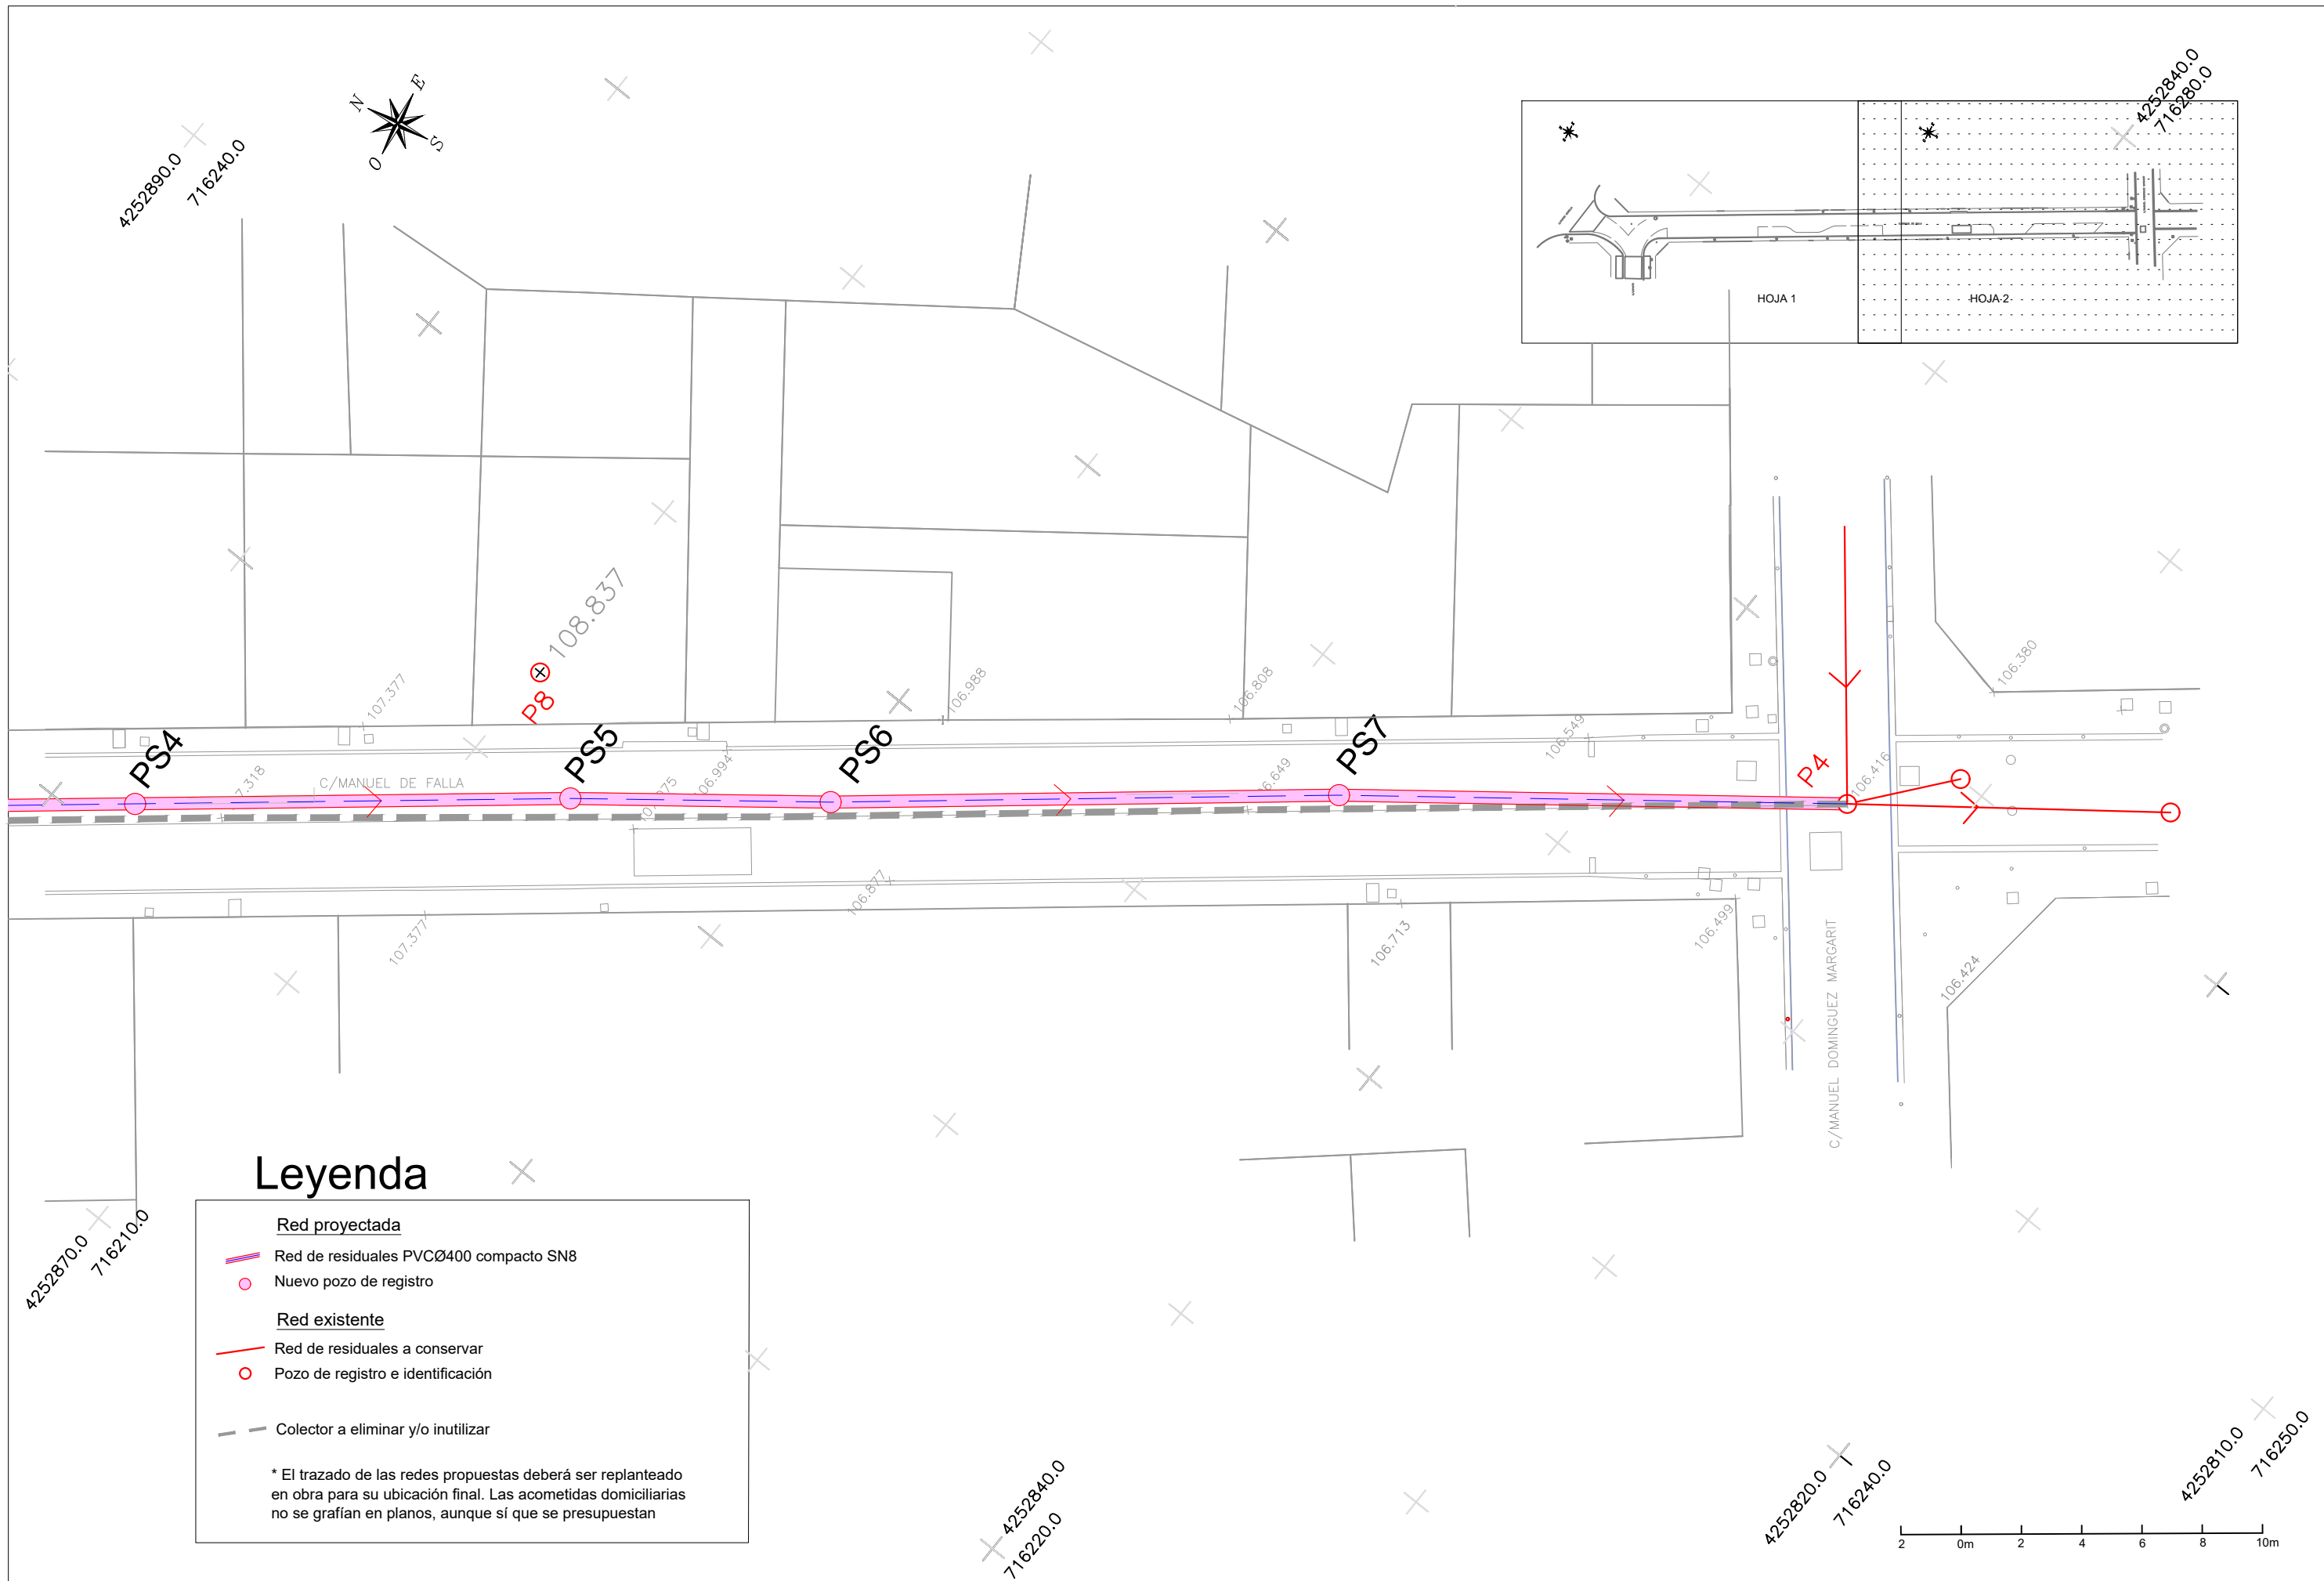 N
E
S
O
4252890.0
716240.0
4252840.0
716280.0
HOJA 1
HOJA 2
108.837
P8
107.377
106.988
106.808
106.549
106.380
PS4
PS5
PS6
PS7
P4
C/MANUEL DE FALLA
106.994
106.416
106.877
107.377
106.713
106.499
106.424
C/MANUEL DOMINGUEZ MARGARIT
Leyenda
Red proyectada
Red de residuales PVCØ400 compacto SN8
Nuevo pozo de registro
Red existente
Red de residuales a conservar
Pozo de registro e identificación
Colector a eliminar y/o inutilizar
* El trazado de las redes propuestas deberá ser replanteado
en obra para su ubicación final. Las acometidas domiciliarias
no se grafían en planos, aunque sí que se presupuestan
4252870.0
716210.0
4252840.0
716220.0
4252820.0
716240.0
4252810.0
716250.0
2 0m 2 4 6 8 10m